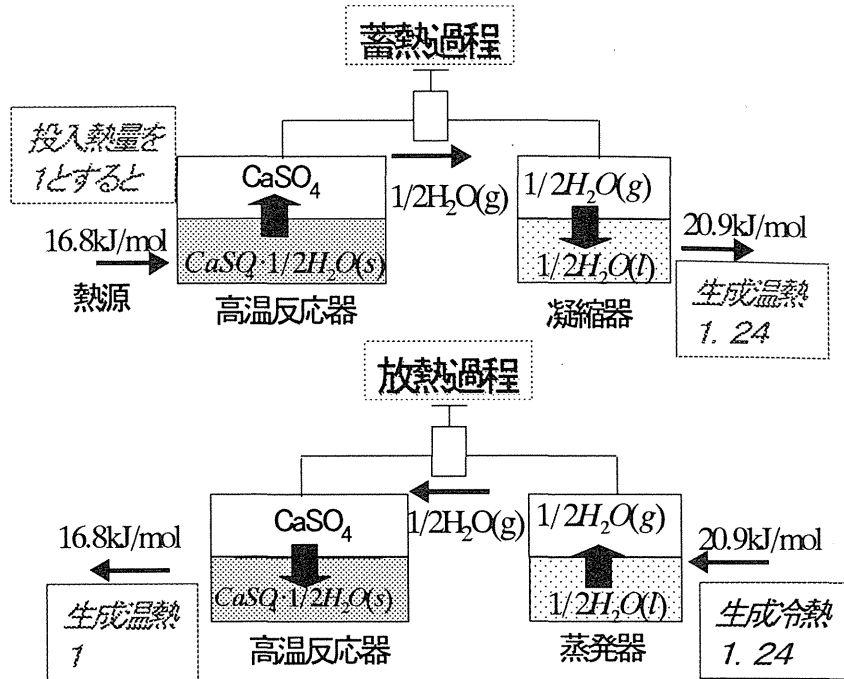 蓄熱過程
投入熱量を
1とすると
CaSO4
1/2H2O(g)
1/2H2O(g)
16.8kJ/mol
20.9kJ/mol
CaSO4·1/2H2O(s)
1/2H2O(l)
熱源
高温反応器
凝縮器
生成温熱
1. 24
放熱過程
CaSO4
1/2H2O(g)
1/2H2O(g)
16.8kJ/mol
20.9kJ/mol
CaSO4·1/2H2O(s)
1/2H2O(l)
生成温熱
1
高温反応器
蒸発器
生成冷熱
1. 24